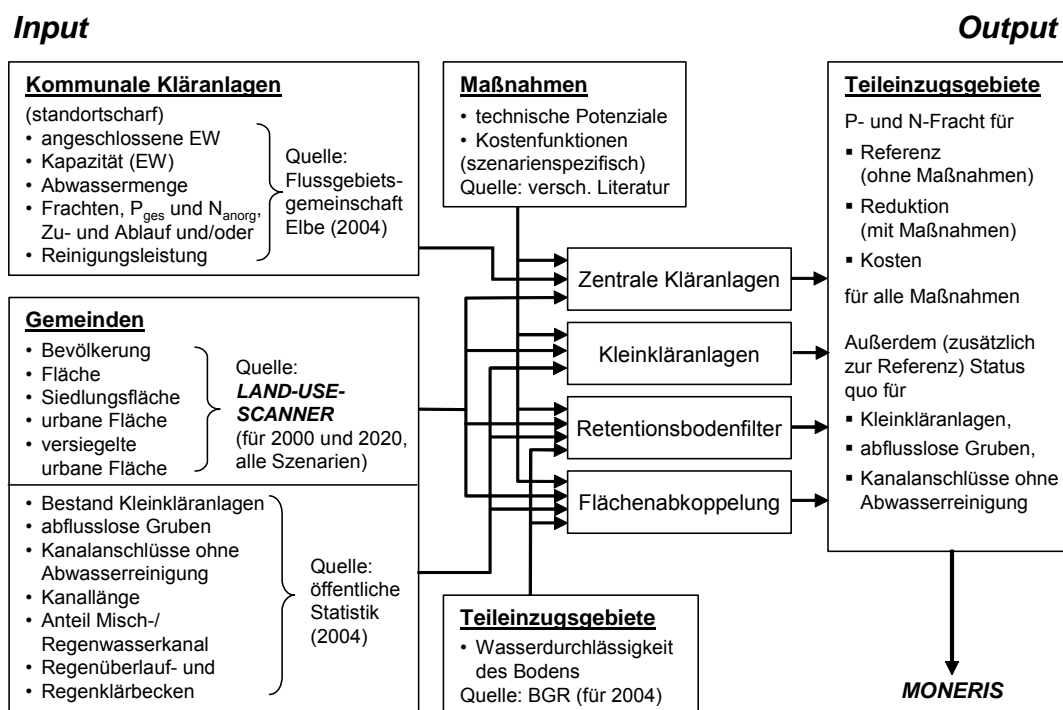 Input
Output
Kommunale Kläranlagen
(standortscharf)
• angeschlossene EW
• Kapazität (EW)
• Abwassermenge
• Frachten, Pges und Nanorg,
Zu- und Ablauf und/oder
• Reinigungsleistung
Quelle:
Flussgebiets-
gemeinschaft
Elbe (2004)
Gemeinden
• Bevölkerung
• Fläche
• Siedlungsfläche
• urbane Fläche
• versiegelte
urbane Fläche
Quelle:
LAND-USE-
SCANNER
(für 2000 und 2020,
alle Szenarien)
• Bestand Kleinkläranlagen
• abflusslose Gruben
• Kanalanschlüsse ohne
Abwasserreinigung
• Kanallänge
• Anteil Misch-/
Regenwasserkanal
• Regenüberlauf- und
• Regenklärbecken
Quelle:
öffentliche
Statistik
(2004)
Maßnahmen
• technische Potenziale
• Kostenfunktionen
(szenarienspezifisch)
Quelle: versch. Literatur
Zentrale Kläranlagen
Kleinkläranlagen
Retentionsbodenfilter
Flächenabkoppelung
Teileinzugsgebiete
• Wasserdurchlässigkeit
des Bodens
Quelle: BGR (für 2004)
Teileinzugsgebiete
P- und N-Fracht für
▪ Referenz
(ohne Maßnahmen)
▪ Reduktion
(mit Maßnahmen)
▪ Kosten
für alle Maßnahmen
Außerdem (zusätzlich
zur Referenz) Status
quo für
▪ Kleinkläranlagen,
▪ abflusslose Gruben,
▪ Kanalanschlüsse ohne
Abwasserreinigung
MONERIS